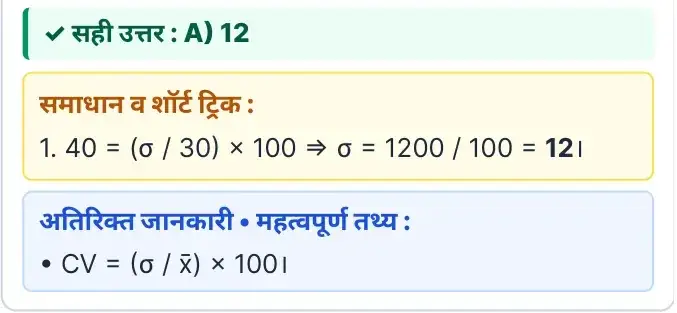 ✓ सही उत्तर : A) 12
समाधान व शॉर्ट ट्रिक :
1. 40 = (σ / 30) × 100 ⇒ σ = 1200 / 100 = 12।
अतिरिक्त जानकारी • महत्वपूर्ण तथ्य :
• CV = (σ / x̄) × 100।